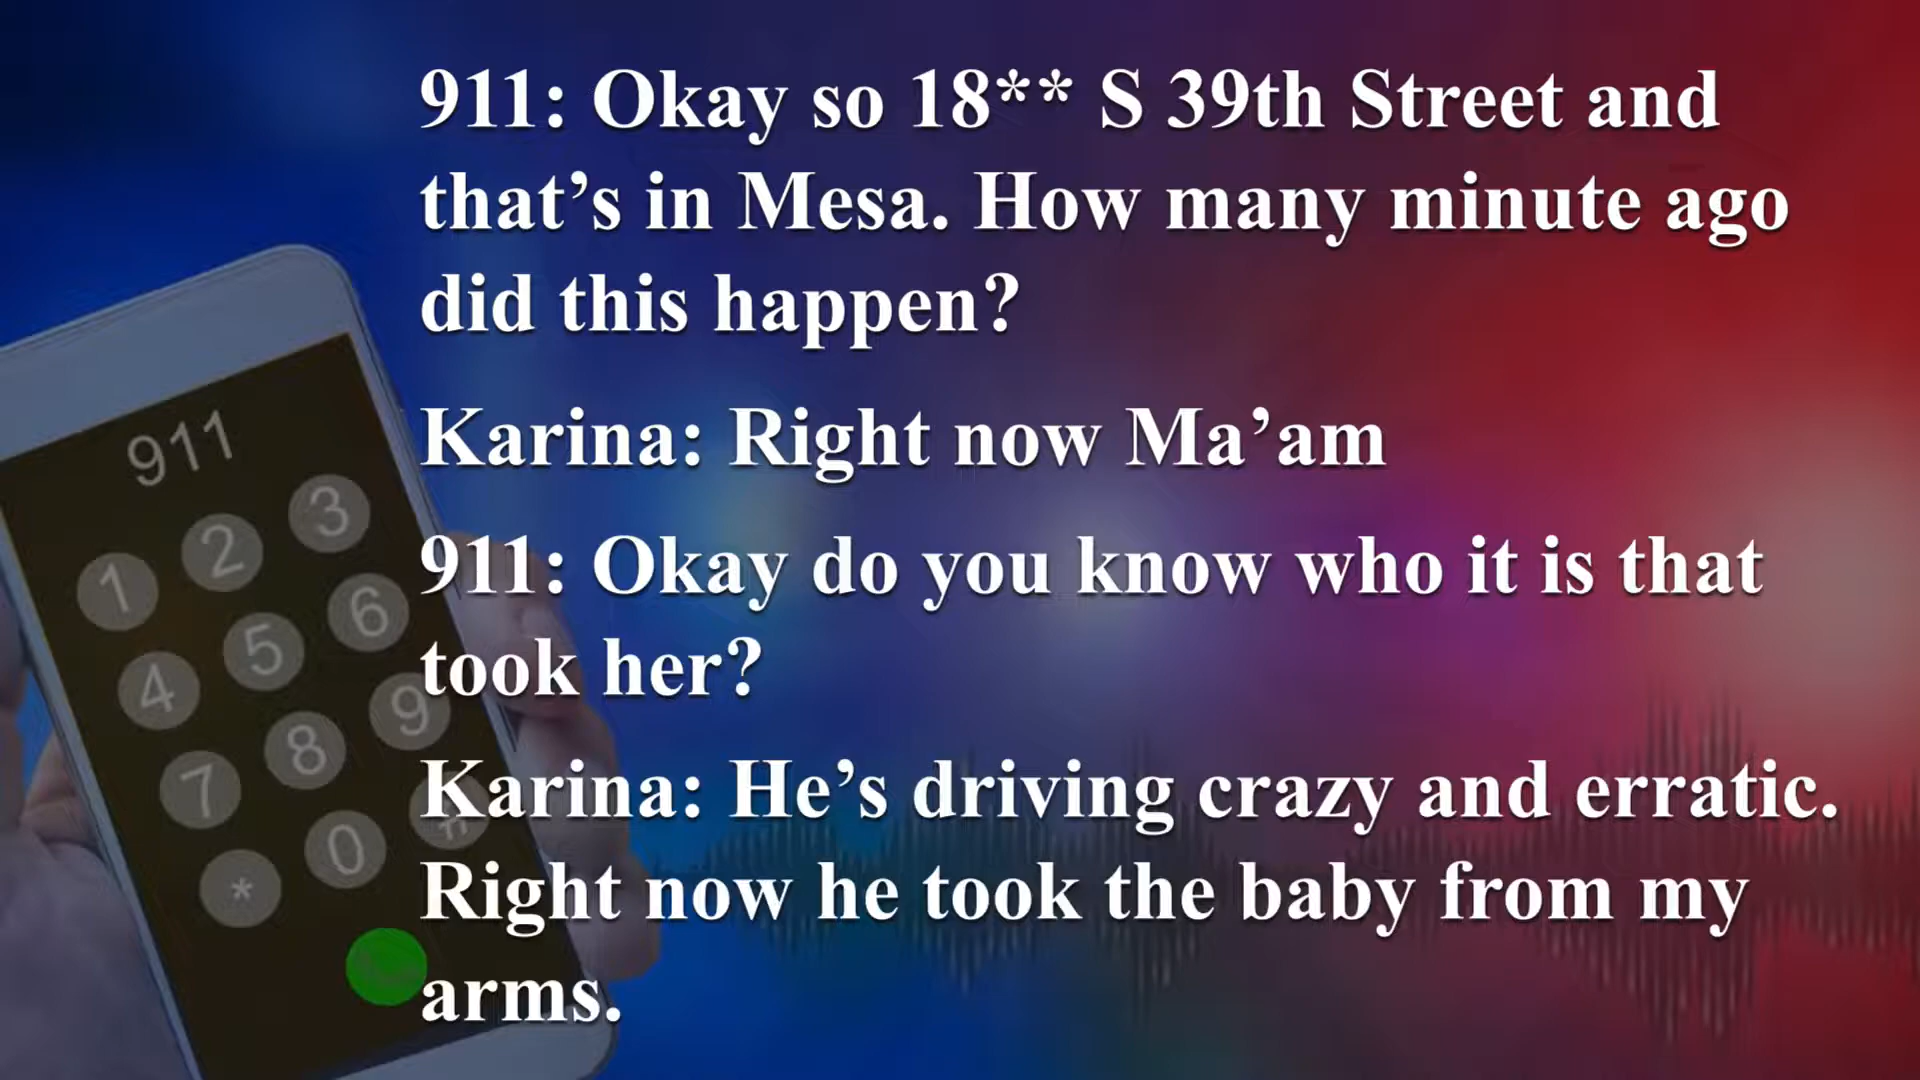 911: Okay so 18** S 39th Street and
that’s in Mesa. How many minute ago
did this happen?
Karina: Right now Ma’am
911: Okay do you know who it is that
took her?
Karina: He’s driving crazy and erratic.
Right now he took the baby from my
arms.
911
1 2 3
4 5 6
7 8 9
* 0 #